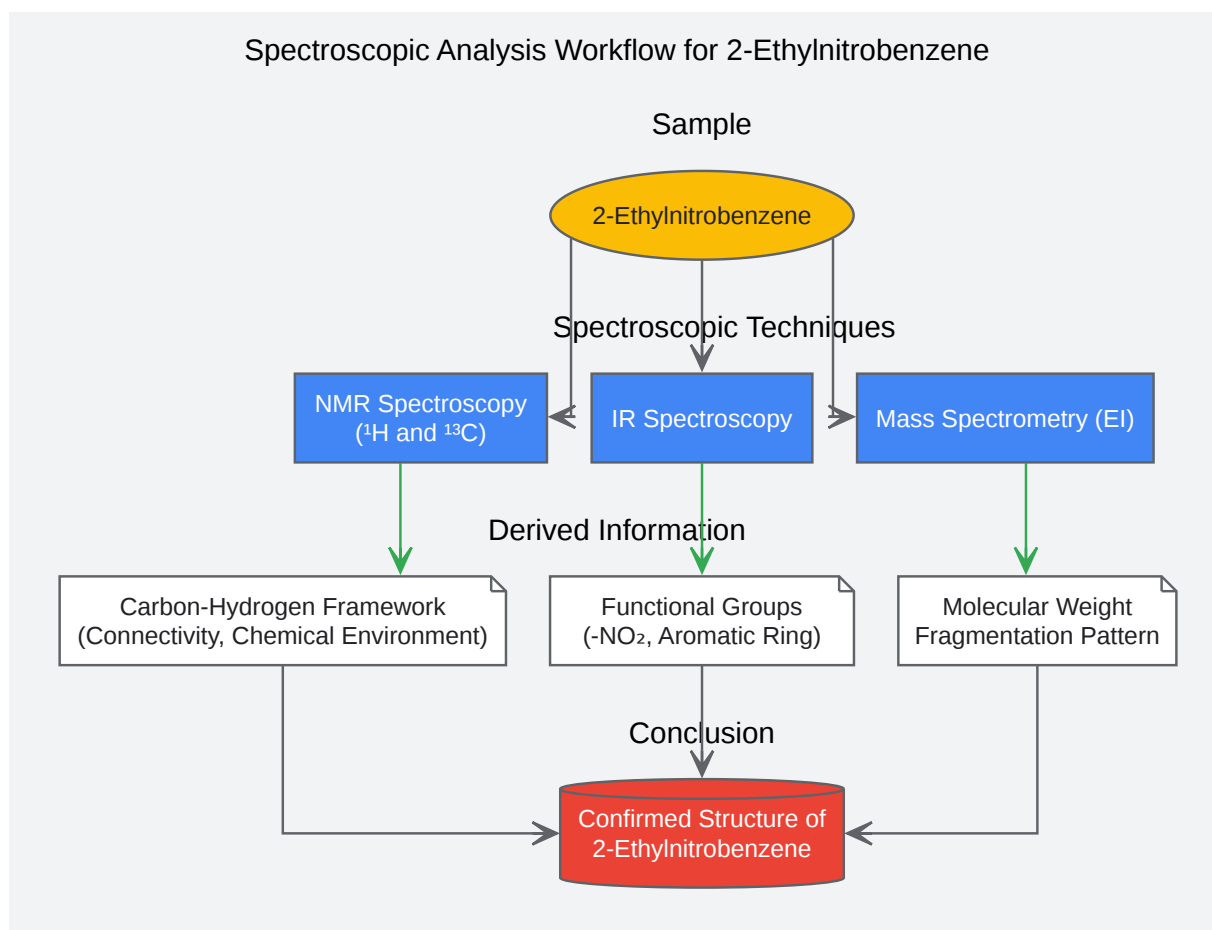 Spectroscopic Analysis Workflow for 2-Ethylnitrobenzene
Sample
2-Ethylnitrobenzene
Spectroscopic Techniques
NMR Spectroscopy
(¹H and ¹³C)
IR Spectroscopy
Mass Spectrometry (EI)
Derived Information
Carbon-Hydrogen Framework
(Connectivity, Chemical Environment)
Functional Groups
(-NO₂, Aromatic Ring)
Molecular Weight
Fragmentation Pattern
Conclusion
Confirmed Structure of
2-Ethylnitrobenzene